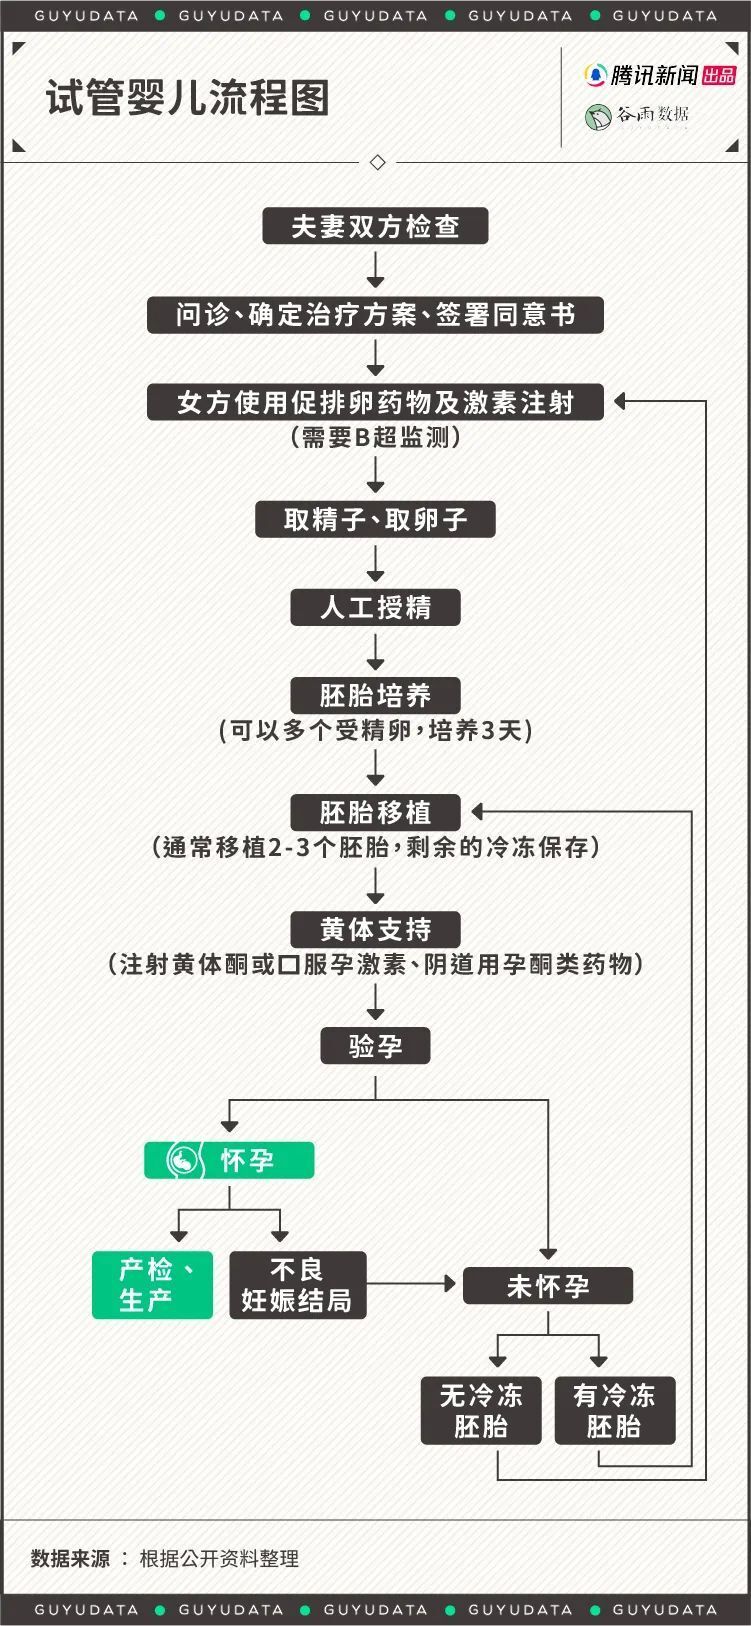 GUYUDATA GUYUDATA GUYUDATA GUYUDATA GUYUDATA
试管婴儿流程图
腾讯新闻 出品
谷雨数据
夫妻双方检查
问诊、确定治疗方案、签署同意书
女方使用促排卵药物及激素注射
（需要B超监测）
取精子、取卵子
人工授精
胚胎培养
(可以多个受精卵，培养3天)
胚胎移植
（通常移植2-3个胚胎，剩余的冷冻保存）
黄体支持
（注射黄体酮或口服孕激素、阴道用孕酮类药物）
验孕
怀孕
产检、
生产
不良
妊娠结局
未怀孕
无冷冻
胚胎
有冷冻
胚胎
数据来源 ： 根据公开资料整理
GUYUDATA GUYUDATA GUYUDATA GUYUDATA GUYUDATA